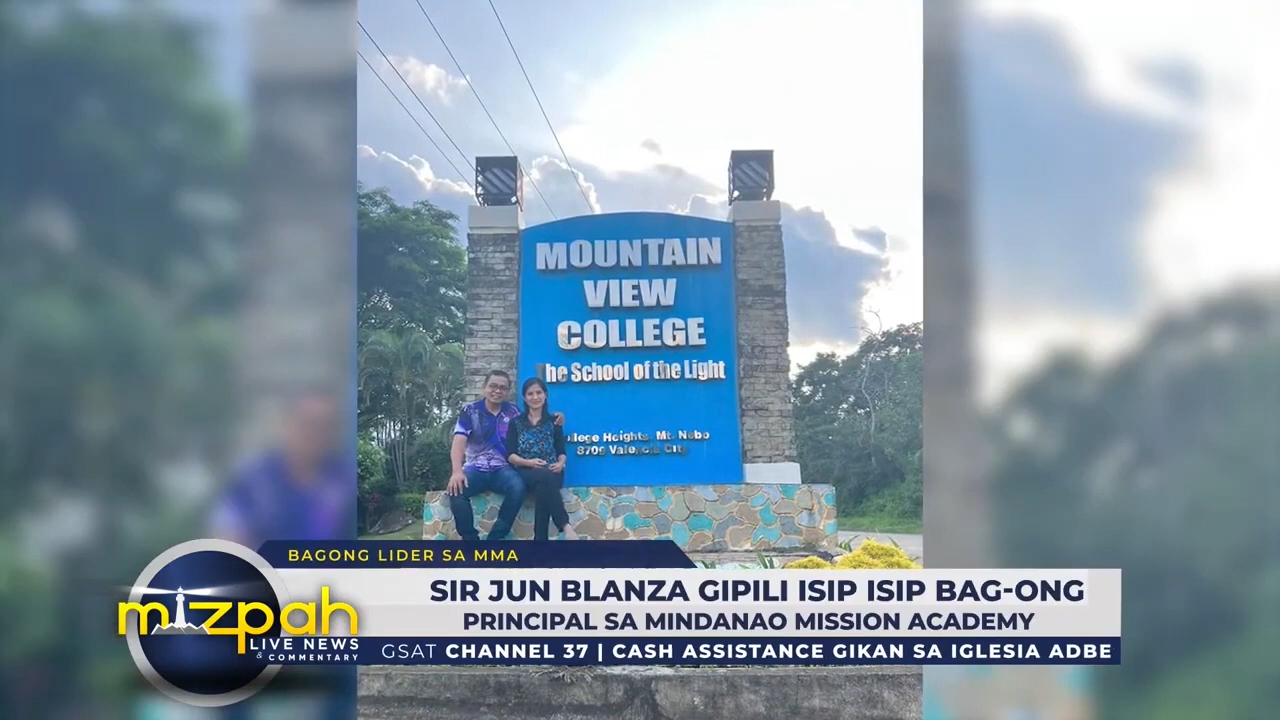 MOUNTAIN
VIEW
COLLEGE
The School of the Light
College Heights, Mt. Nebo
8709 Valencia City
BAGONG LIDER SA MMA
SIR JUN BLANZA GIPILI ISIP ISIP BAG-ONG
PRINCIPAL SA MINDANAO MISSION ACADEMY
mizpah
LIVE NEWS
& COMMENTARY
GSAT CHANNEL 37 | CASH ASSISTANCE GIKAN SA IGLESIA ADBE